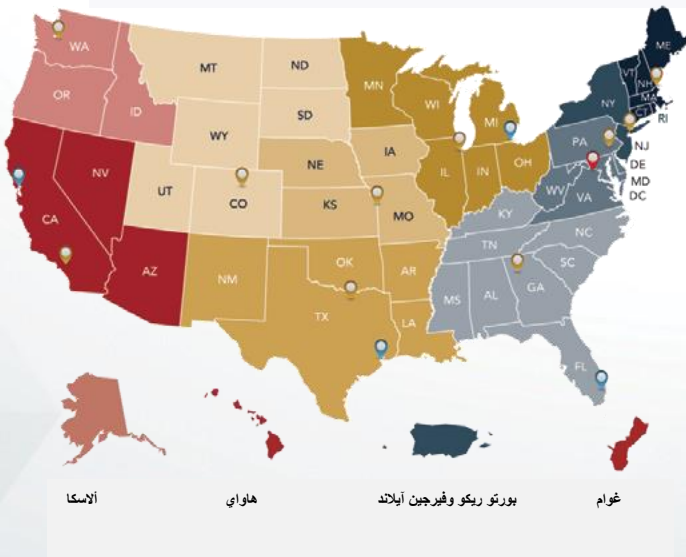 WA
ME
MT
ND
VT
NH
MN
OR
MA
NY
ID
WI
SD
CT
RI
MI
WY
PA
NJ
IA
NE
OH
DE
NV
IL
IN
MD
UT
WV
DC
CO
VA
KS
MO
CA
KY
NC
TN
OK
AZ
AR
SC
NM
MS
AL
GA
TX
LA
FL
ألاسكا
هاواي
بورتو ريكو وفيرجين آيلاند
غوام